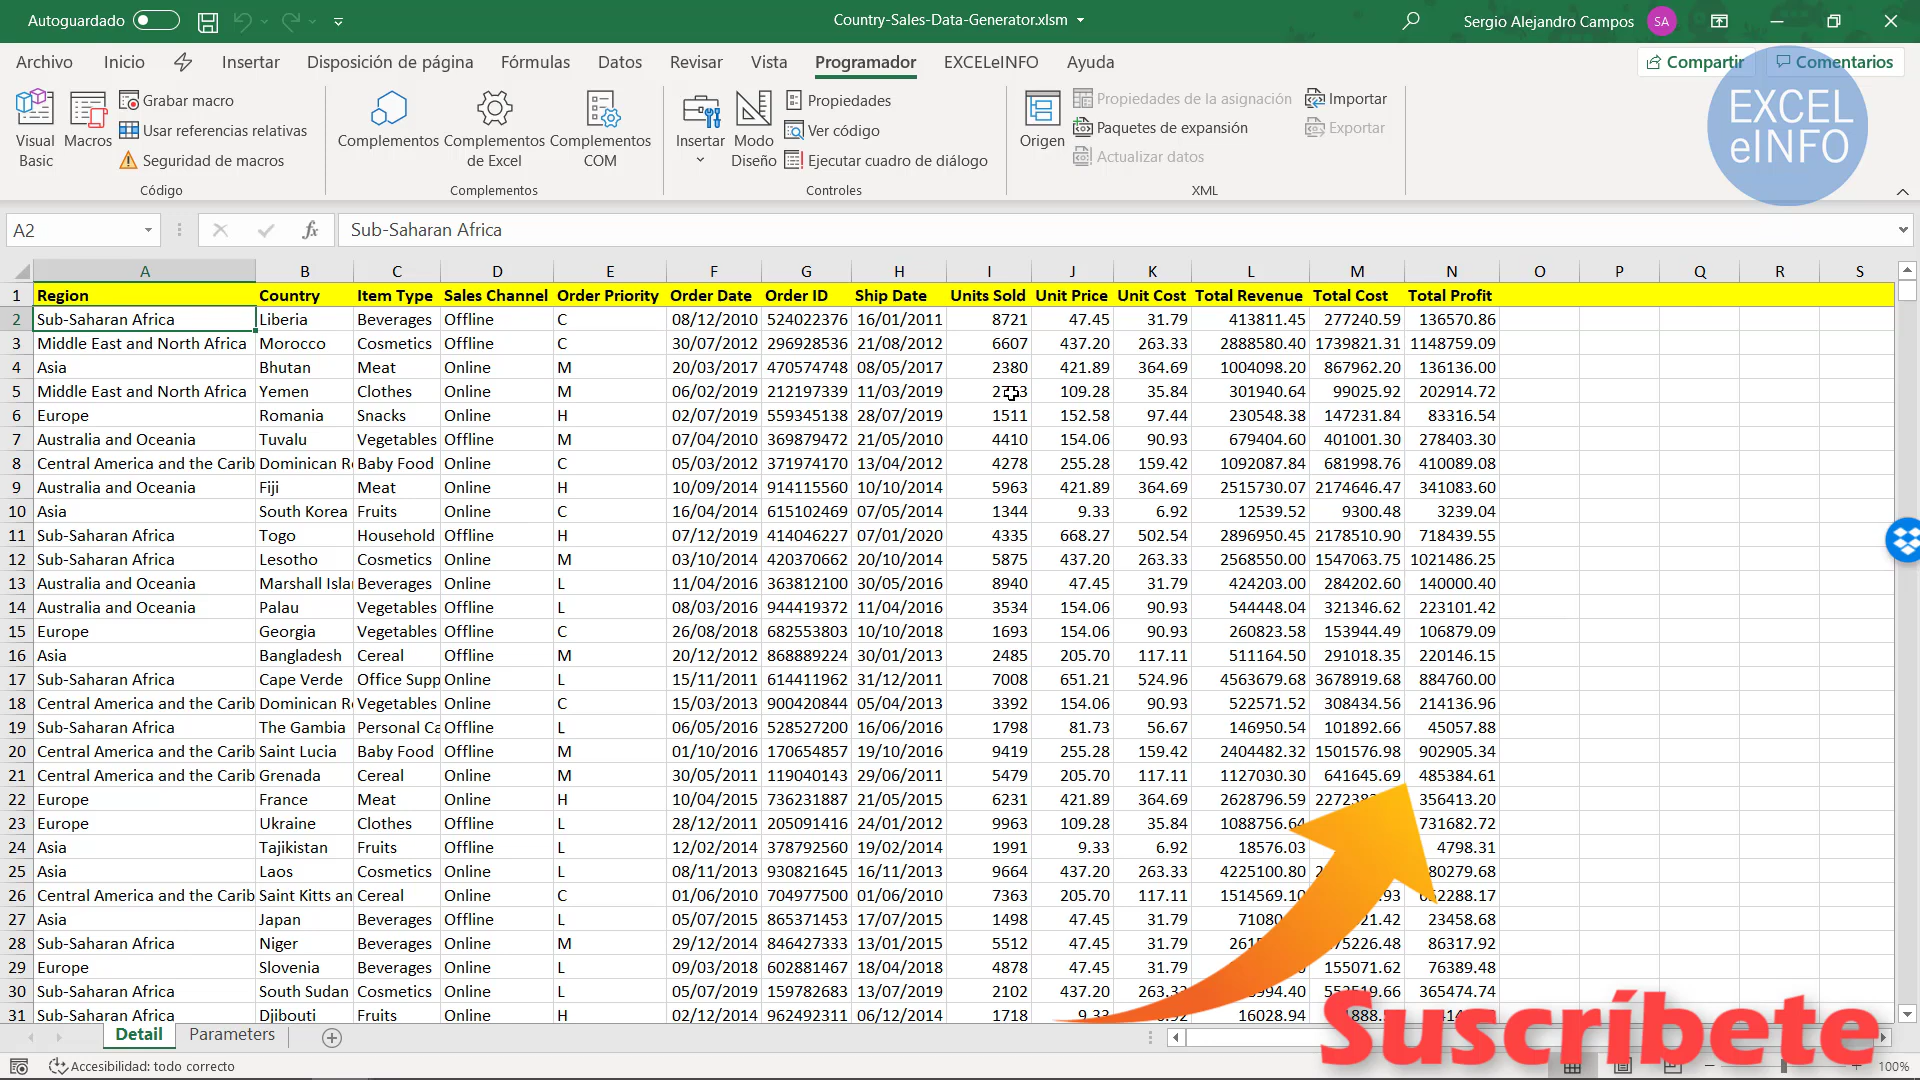 Autoguardado
Country-Sales-Data-Generator.xlsm
Sergio Alejandro Campos SA
Archivo Inicio Insertar Disposición de página Fórmulas Datos Revisar Vista Programador EXCELeINFO Ayuda Compartir Comentarios
Visual Basic
Macros
Grabar macro
Usar referencias relativas
Seguridad de macros
Código
Complementos
Complementos de Excel
Complementos COM
Complementos
Insertar
Modo Diseño
Propiedades
Ver código
Ejecutar cuadro de diálogo
Controles
Origen
Propiedades de la asignación
Paquetes de expansión
Actualizar datos
Importar
Exportar
XML
EXCEL
eINFO
A2 fx Sub-Saharan Africa
A B C D E F G H I J K L M N O P Q R S
1 Region Country Item Type Sales Channel Order Priority Order Date Order ID Ship Date Units Sold Unit Price Unit Cost Total Revenue Total Cost Total Profit
2 Sub-Saharan Africa Liberia Beverages Offline C 08/12/2010 524022376 16/01/2011 8721 47.45 31.79 413811.45 277240.59 136570.86
3 Middle East and North Africa Morocco Cosmetics Offline C 30/07/2012 296928536 21/08/2012 6607 437.20 263.33 2888580.40 1739821.31 1148759.09
4 Asia Bhutan Meat Online M 20/03/2017 470574748 08/05/2017 2380 421.89 364.69 1004098.20 867962.20 136136.00
5 Middle East and North Africa Yemen Clothes Online M 06/02/2019 212197339 11/03/2019 109.28 35.84 301940.64 99025.92 202914.72
6 Europe Romania Snacks Online H 02/07/2019 559345138 28/07/2019 1511 152.58 97.44 230548.38 147231.84 83316.54
7 Australia and Oceania Tuvalu Vegetables Offline M 07/04/2010 369879472 21/05/2010 4410 154.06 90.93 679404.60 401001.30 278403.30
8 Central America and the Carib Dominican R Baby Food Online C 05/03/2012 371974170 13/04/2012 4278 255.28 159.42 1092087.84 681998.76 410089.08
9 Australia and Oceania Fiji Meat Online H 10/09/2014 914115560 10/10/2014 5963 421.89 364.69 2515730.07 2174646.47 341083.60
10 Asia South Korea Fruits Online C 16/04/2014 615102469 07/05/2014 1344 9.33 6.92 12539.52 9300.48 3239.04
11 Sub-Saharan Africa Togo Household Offline H 07/12/2019 414046227 07/01/2020 4335 668.27 502.54 2896950.45 2178510.90 718439.55
12 Sub-Saharan Africa Lesotho Cosmetics Online M 03/10/2014 420370662 20/10/2014 5875 437.20 263.33 2568550.00 1547063.75 1021486.25
13 Australia and Oceania Marshall Isla Beverages Online L 11/04/2016 363812100 30/05/2016 8940 47.45 31.79 424203.00 284202.60 140000.40
14 Australia and Oceania Palau Vegetables Offline L 08/03/2016 944419372 11/04/2016 3534 154.06 90.93 544448.04 321346.62 223101.42
15 Europe Georgia Vegetables Offline C 26/08/2018 682553803 10/10/2018 1693 154.06 90.93 260823.58 153944.49 106879.09
16 Asia Bangladesh Cereal Offline M 20/12/2012 868889224 30/01/2013 2485 205.70 117.11 511164.50 291018.35 220146.15
17 Sub-Saharan Africa Cape Verde Office Supp Online L 15/11/2011 614411962 31/12/2011 7008 651.21 524.96 4563679.68 3678919.68 884760.00
18 Central America and the Carib Dominican R Vegetables Online C 15/03/2013 900420844 05/04/2013 3392 154.06 90.93 522571.52 308434.56 214136.96
19 Sub-Saharan Africa The Gambia Personal Ca Offline L 06/05/2016 528527200 16/06/2016 1798 81.73 56.67 146950.54 101892.66 45057.88
20 Central America and the Carib Saint Lucia Baby Food Offline M 01/10/2016 170654857 19/10/2016 9419 255.28 159.42 2404482.32 1501576.98 902905.34
21 Central America and the Carib Grenada Cereal Online M 30/05/2011 119040143 29/06/2011 5479 205.70 117.11 1127030.30 641645.69 485384.61
22 Europe France Meat Online H 10/04/2015 736231887 21/05/2015 6231 421.89 364.69 2628796.59 356413.20
23 Europe Ukraine Clothes Offline L 28/12/2011 205091416 24/01/2012 9963 109.28 35.84 1088756.64 731682.72
24 Asia Tajikistan Fruits Offline L 12/02/2014 378792560 19/02/2014 1991 9.33 6.92 18576.03 4798.31
25 Asia Laos Cosmetics Online L 08/11/2013 930821645 16/11/2013 9664 437.20 263.33 4225100.80 80279.68
26 Central America and the Carib Saint Kitts an Cereal Online C 01/06/2010 704977500 01/06/2010 7363 205.70 117.11 1514569.10
27 Asia Japan Beverages Offline L 05/07/2015 865371453 17/07/2015 1498 47.45 31.79 23458.68
28 Sub-Saharan Africa Niger Beverages Online M 29/12/2014 846427333 13/01/2015 5512 47.45 31.79 86317.92
29 Europe Slovenia Beverages Online L 09/03/2018 602881467 18/04/2018 4878 47.45 31.79 155071.62 76389.48
30 Sub-Saharan Africa South Sudan Cosmetics Online L 05/07/2019 159782683 13/07/2019 2102 437.20 365474.74
31 Sub-Saharan Africa Djibouti Fruits Online H 02/12/2014 962492311 06/12/2014 1718 9.33 16028.94
Suscríbete
Detail Parameters
Accesibilidad: todo correcto
100%